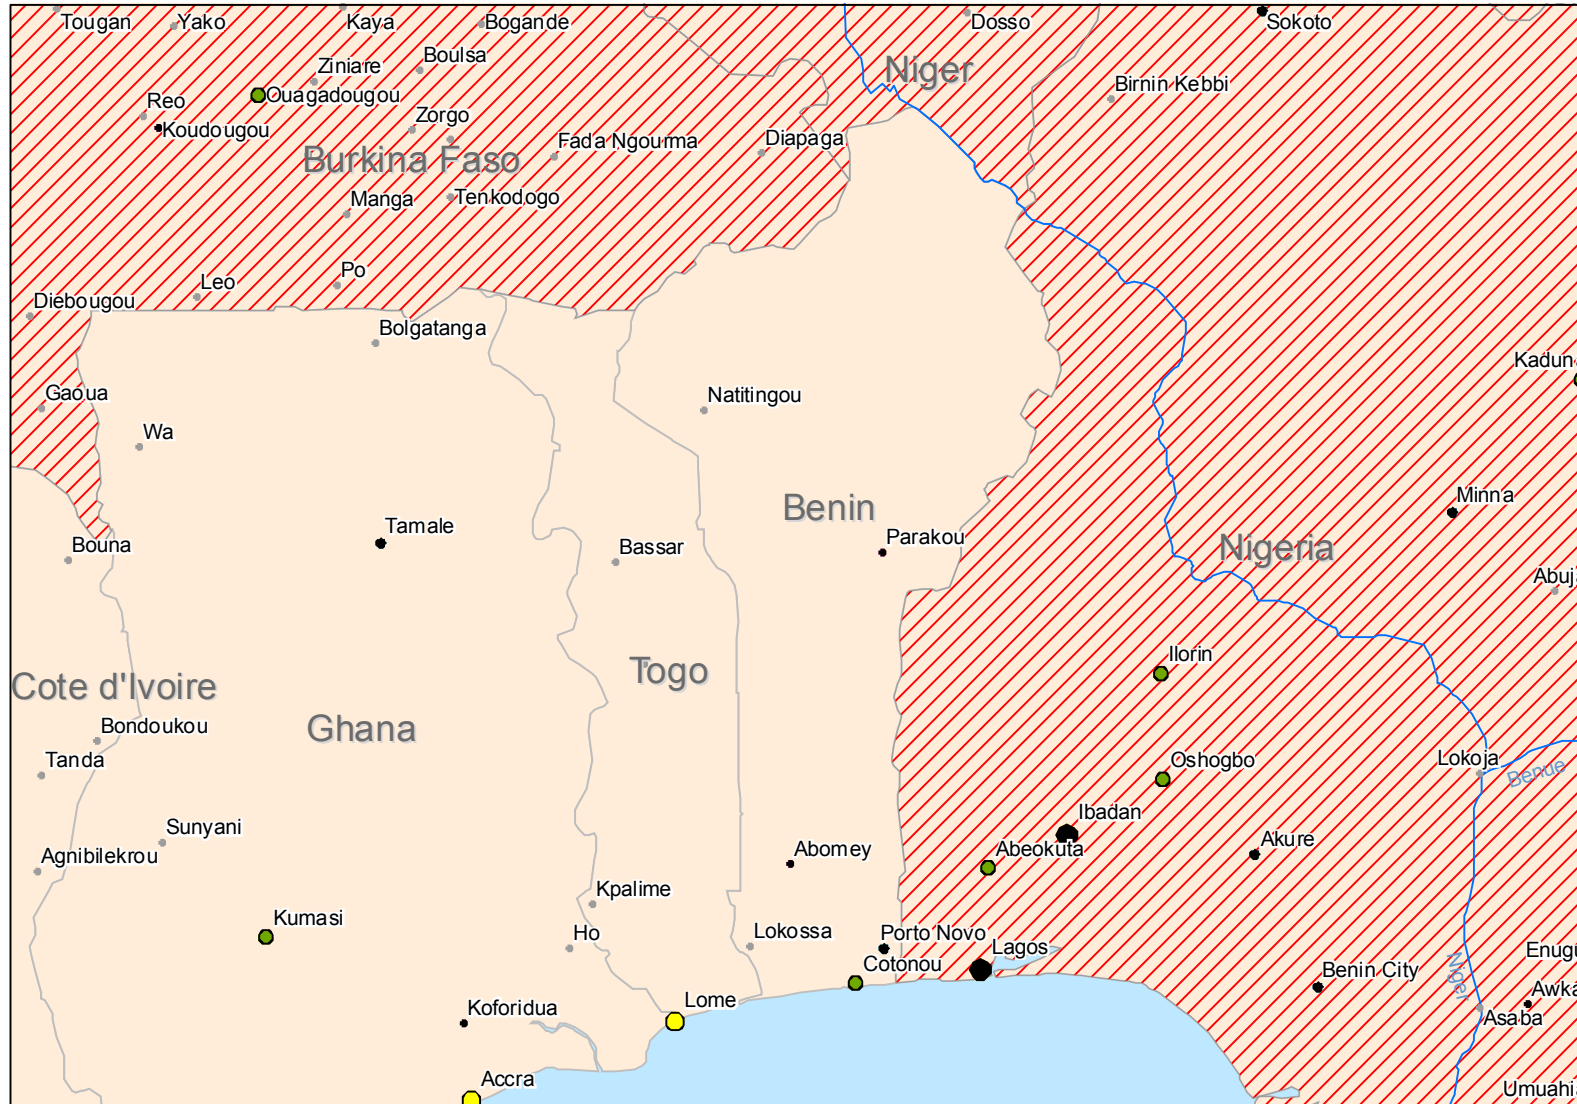 Tougan
Yako
Kaya
Bogande
Dosso
Sokoto
Boulsa
Ziniare
Niger
Birnin Kebbi
Ouagadougou
Reo
Koudougou
Zorgo
Fada Ngourma
Diapaga
Burkina Faso
Manga
Tenkodogo
Po
Leo
Diebougou
Bolgatanga
Kadun
Gaoua
Natitingou
Wa
Minna
Benin
Tamale
Parakou
Bouna
Bassar
Nigeria
Abuj
Ilorin
Togo
Cote d'Ivoire
Ghana
Bondoukou
Tanda
Oshogbo
Lokoja
Benue
Ibadan
Sunyani
Akure
Agnibilekrou
Abomey
Abeokuta
Kpalime
Kumasi
Ho
Lokossa
Porto Novo
Lagos
Enugu
Cotonou
Benin City
Niger
Awka
Lome
Koforidua
Asaba
Accra
Umuahi